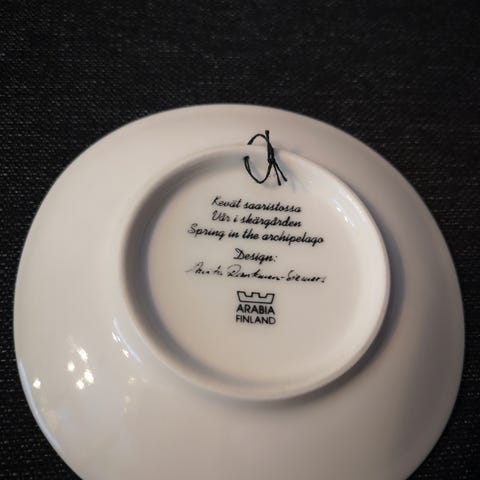 Kevät saaristossa
Vår i skärgården
Spring in the archipelago
Design:
ARABIA
FINLAND